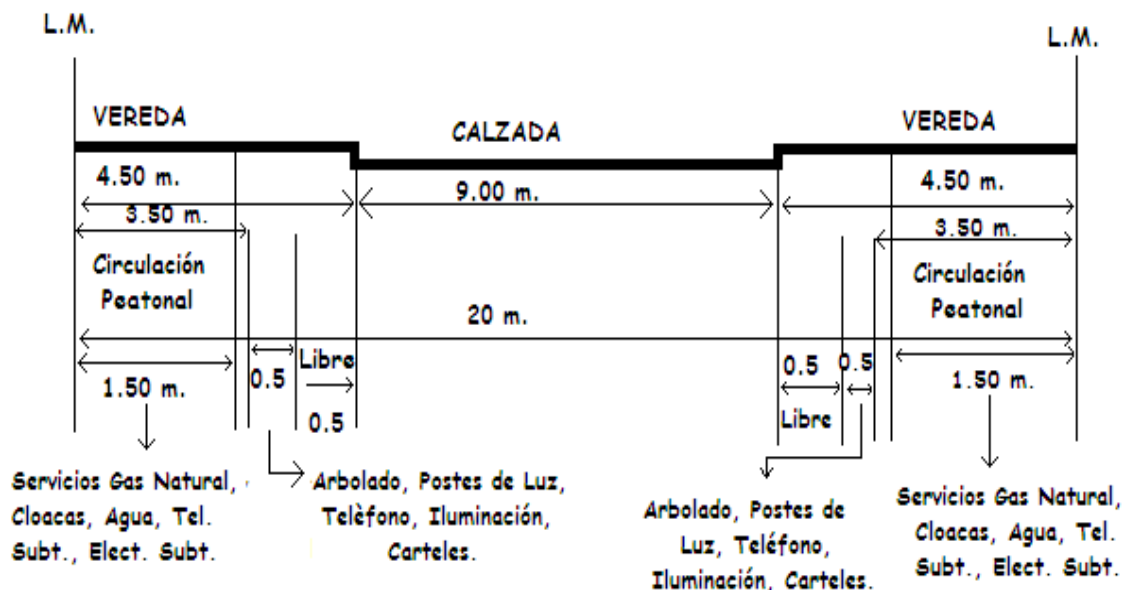 L.M.
L.M.
VEREDA
CALZADA
VEREDA
4.50 m.
9.00 m.
4.50 m.
3.50 m.
3.50 m.
Circulación
Peatonal
Circulación
Peatonal
20 m.
Libre
0.5
0.5
0.5
0.5
Libre
1.50 m.
1.50 m.
Servicios Gas Natural,
Cloacas, Agua, Tel.
Subt., Elect. Subt.
Arbolado, Postes de Luz,
Telèfono, Iluminación,
Carteles.
Arbolado, Postes de
Luz, Teléfono,
Iluminación, Carteles.
Servicios Gas Natural,
Cloacas, Agua, Tel.
Subt., Elect. Subt.